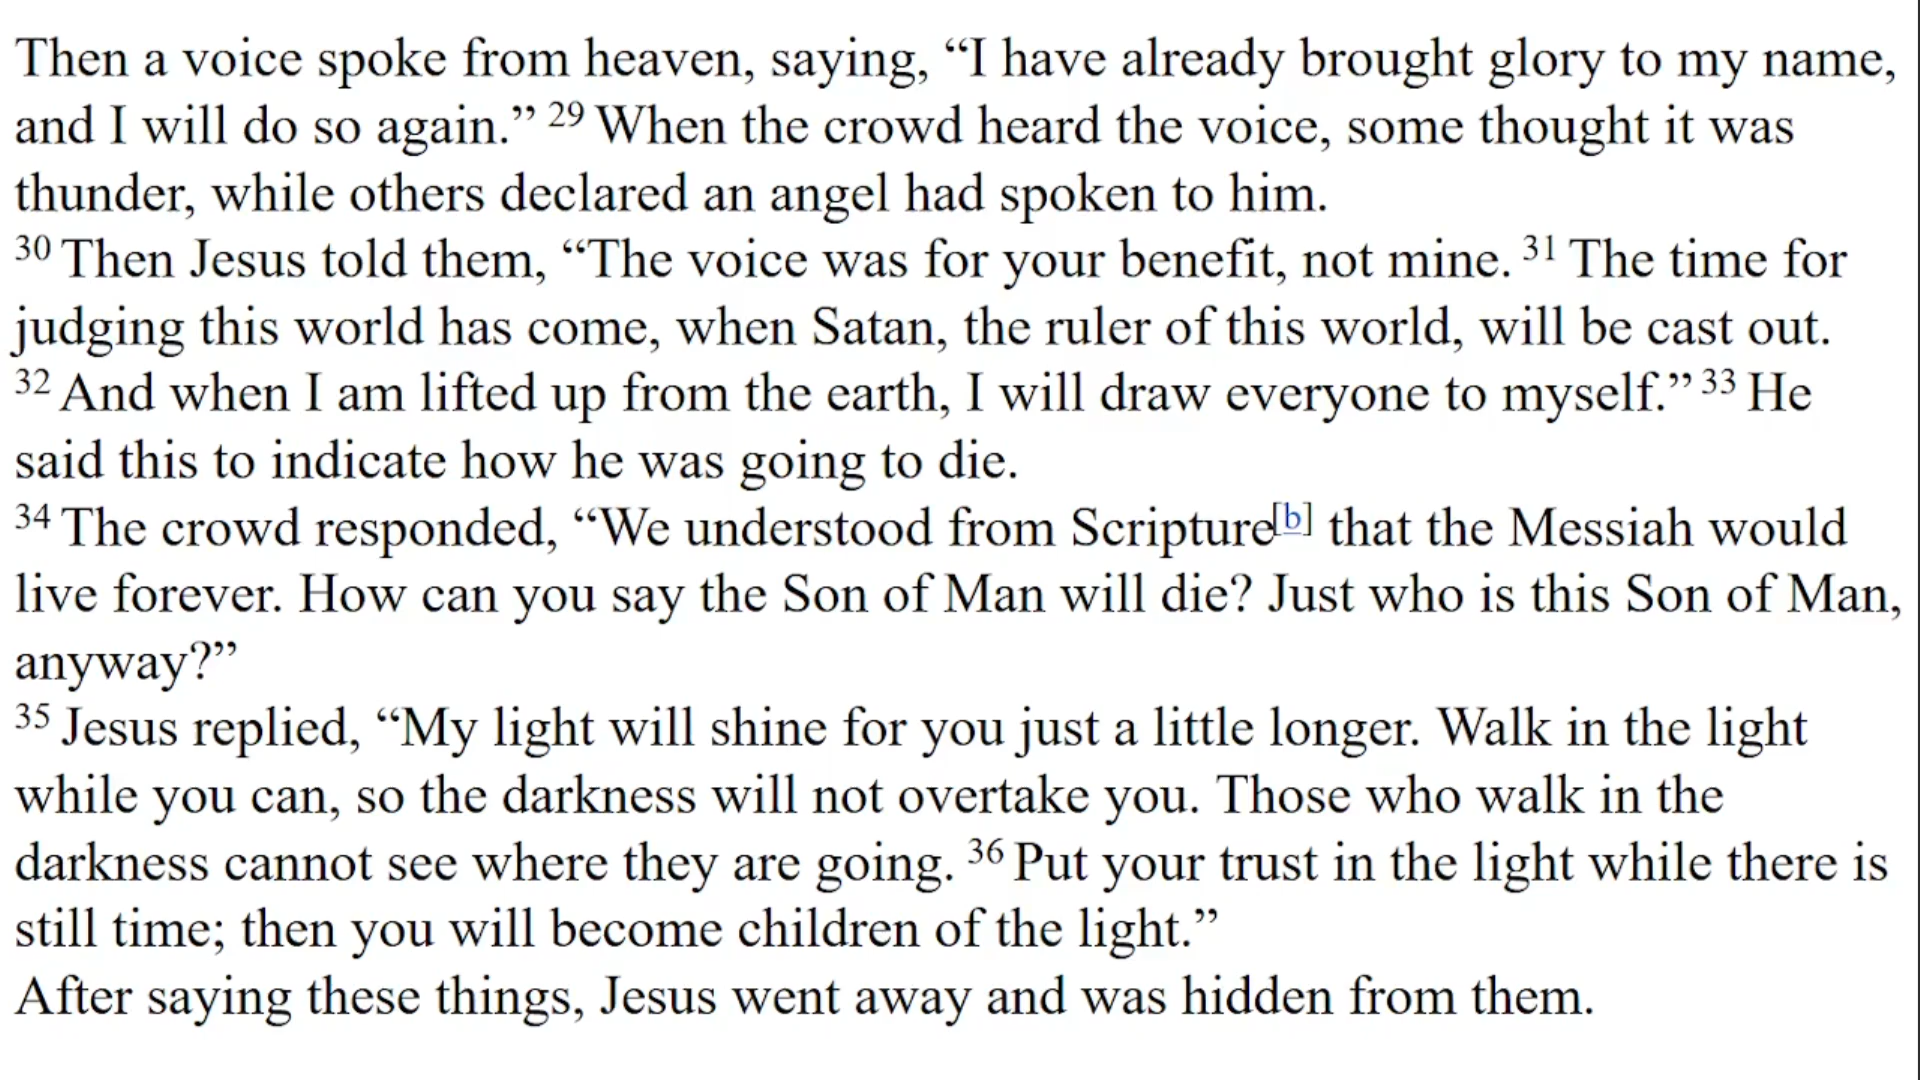 Then a voice spoke from heaven, saying, “I have already brought glory to my name,
and I will do so again.” 29 When the crowd heard the voice, some thought it was
thunder, while others declared an angel had spoken to him.
30 Then Jesus told them, “The voice was for your benefit, not mine. 31 The time for
judging this world has come, when Satan, the ruler of this world, will be cast out.
32 And when I am lifted up from the earth, I will draw everyone to myself.” 33 He
said this to indicate how he was going to die.
34 The crowd responded, “We understood from Scripture[b] that the Messiah would
live forever. How can you say the Son of Man will die? Just who is this Son of Man,
anyway?”
35 Jesus replied, “My light will shine for you just a little longer. Walk in the light
while you can, so the darkness will not overtake you. Those who walk in the
darkness cannot see where they are going. 36 Put your trust in the light while there is
still time; then you will become children of the light.”
After saying these things, Jesus went away and was hidden from them.